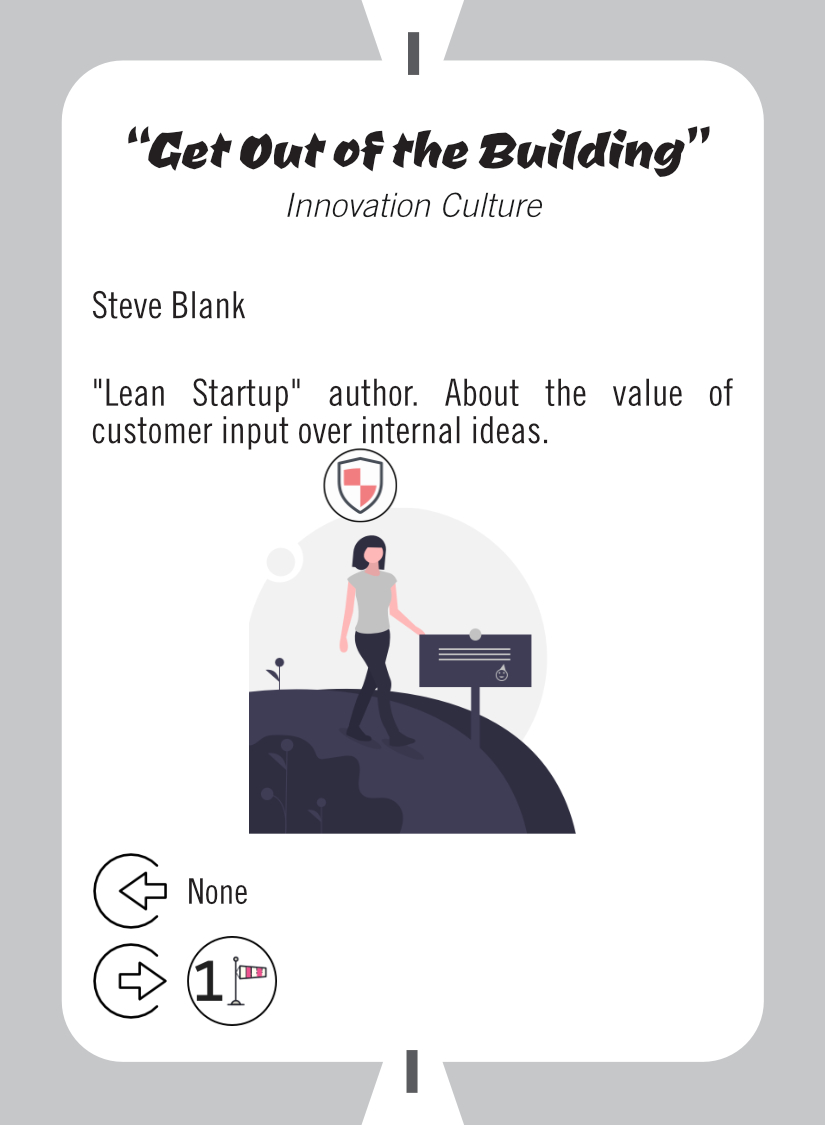 “Get Out of the Building”
Innovation Culture
Steve Blank
"Lean Startup" author. About the value of
customer input over internal ideas.
None
1